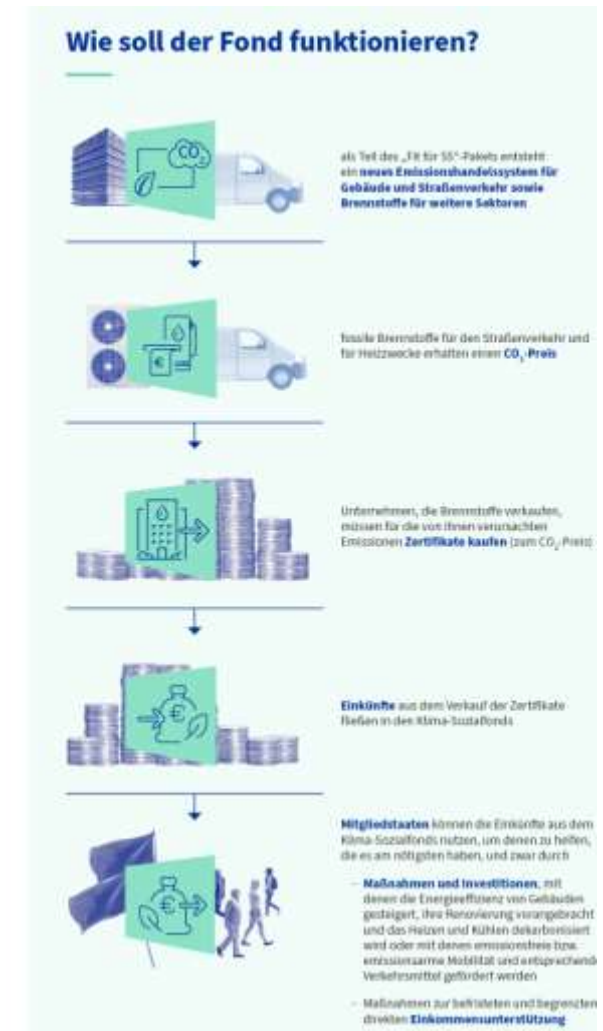 Wie soll der Fond funktionieren?
CO₂
als Teil des „Fit für 55“-Pakets entsteht
ein neues Emissionshandelssystem für
Gebäude und Straßenverkehr sowie
Brennstoffe für weitere Sektoren
fossile Brennstoffe für den Straßenverkehr und
für Heizzwecke erhalten einen CO₂-Preis
€
Unternehmen, die Brennstoffe verkaufen,
müssen für die von ihnen verursachten
Emissionen Zertifikate kaufen (zum CO₂-Preis)
€
Einkünfte aus dem Verkauf der Zertifikate
fließen in den Klima-Sozialfonds
€
Mitgliedstaaten können die Einkünfte aus dem
Klima-Sozialfonds nutzen, um denen zu helfen,
die es am nötigsten haben, und zwar durch
– Maßnahmen und Investitionen, mit
denen die Energieeffizienz von Gebäuden
gesteigert, ihre Renovierung vorangebracht
und das Heizen und Kühlen dekarbonisiert
wird oder mit denen emissionsfreie bzw.
emissionsarme Mobilität und entsprechende
Verkehrsmittel gefördert werden
– Maßnahmen zur befristeten und begrenzten
direkten Einkommensunterstützung